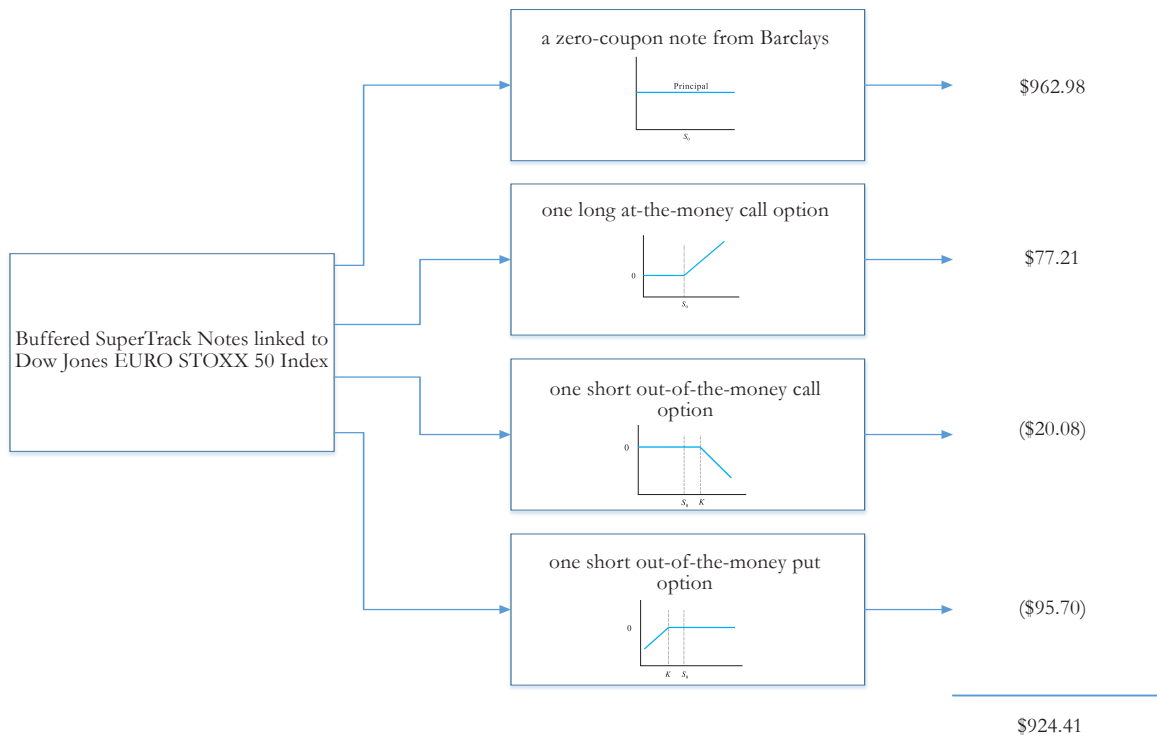 a zero-coupon note from Barclays
Principal
S₀
$962.98
one long at-the-money call option
0
S₀
$77.21
Buffered SuperTrack Notes linked to
Dow Jones EURO STOXX 50 Index
one short out-of-the-money call
option
0
S₀ K
($20.08)
one short out-of-the-money put
option
0
K S₀
($95.70)
$924.41